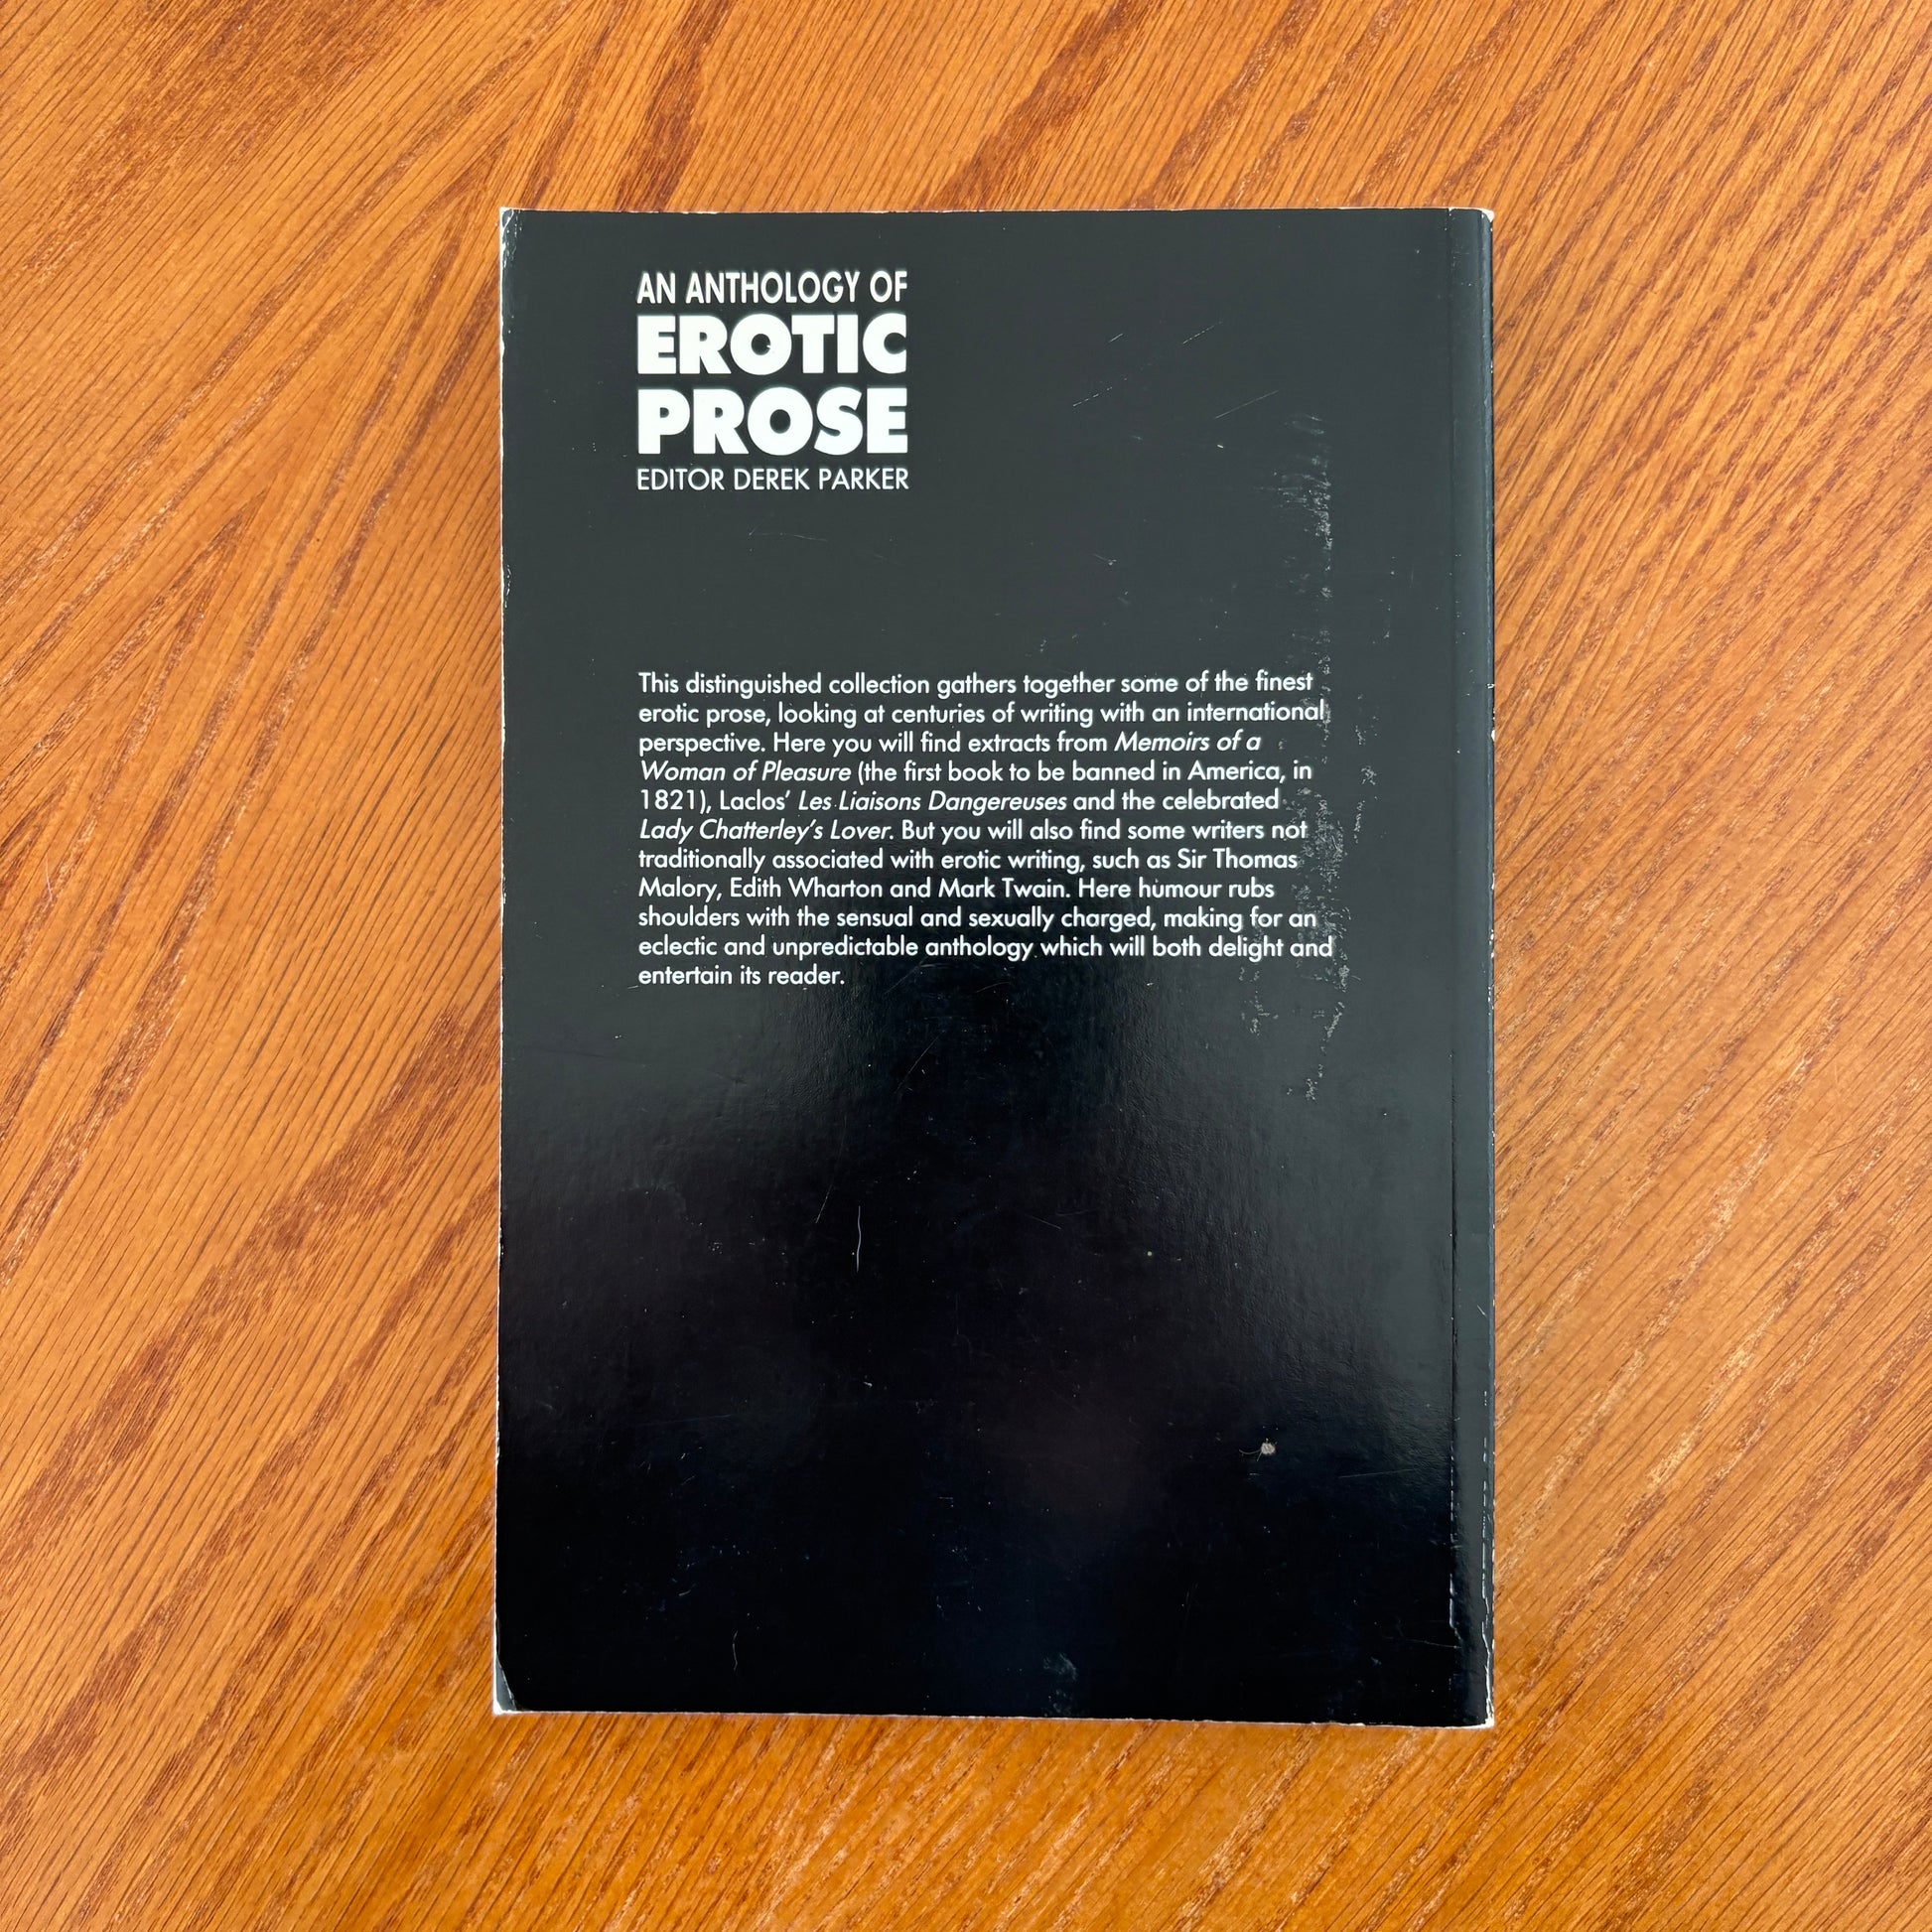 AN ANTHOLOGY OF
EROTIC
PROSE
EDITOR DEREK PARKER
This distinguished collection gathers together some of the finest
erotic prose, looking at centuries of writing with an international
perspective. Here you will find extracts from Memoirs of a
Woman of Pleasure (the first book to be banned in America, in
1821), Laclos' Les Liaisons Dangereuses and the celebrated
Lady Chatterley's Lover. But you will also find some writers not
traditionally associated with erotic writing, such as Sir Thomas
Malory, Edith Wharton and Mark Twain. Here humour rubs
shoulders with the sensual and sexually charged, making for an
eclectic and unpredictable anthology which will both delight and
entertain its reader.